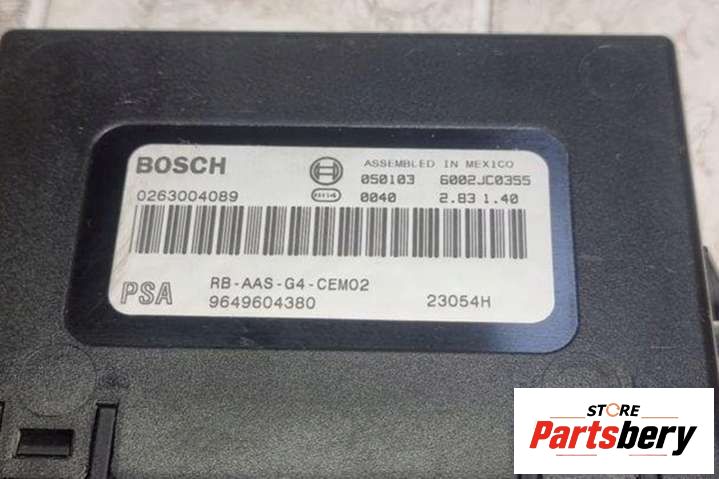 BOSCH
ASSEMBLED IN MEXICO
050103 6002JC0355
0263004089
0040 2.83 1.40
RB-AAS-G4-CEM02
PSA
9649604380 23054H
STORE
Partsbery